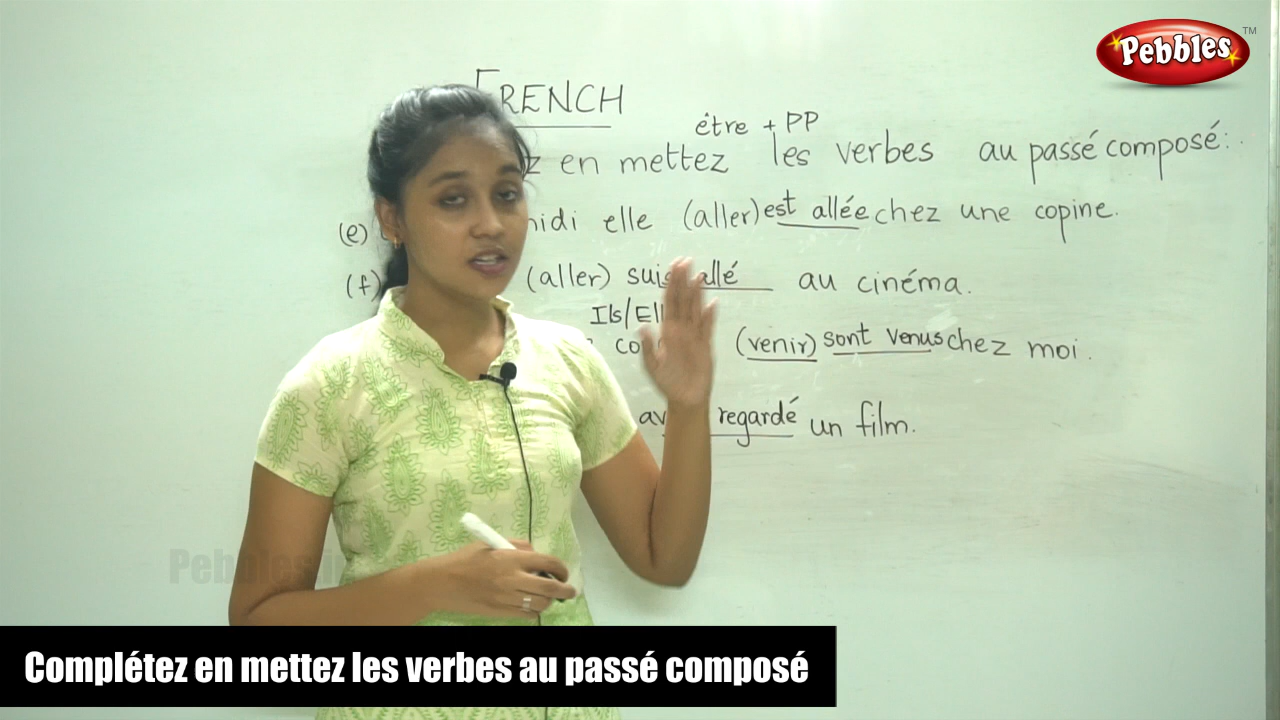 Pebbles TM
FRENCH
être + PP
z en mettez les verbes au passé composé:
(e) midi elle (aller) est allée chez une copine.
(f) (aller) suis allé au cinéma.
Ils/Ell
(venir) sont venus chez moi.
regardé un film.
Pebbles
Complétez en mettez les verbes au passé composé